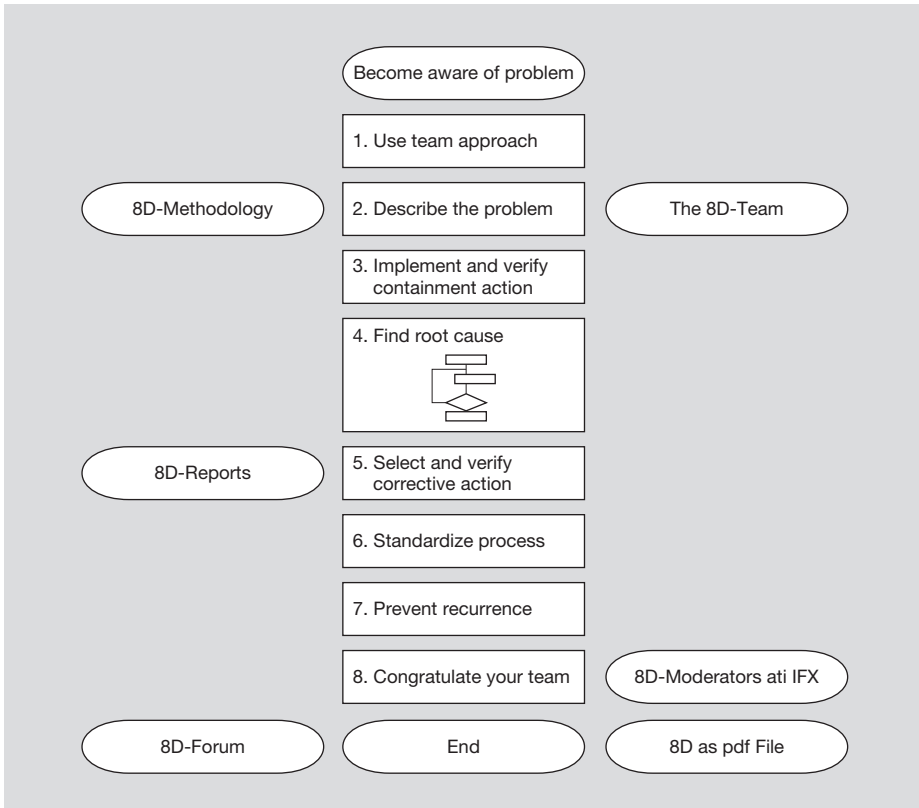 Become aware of problem
1. Use team approach
8D-Methodology
2. Describe the problem
The 8D-Team
3. Implement and verify
containment action
4. Find root cause
8D-Reports
5. Select and verify
corrective action
6. Standardize process
7. Prevent recurrence
8. Congratulate your team
8D-Moderators ati IFX
8D-Forum
End
8D as pdf File